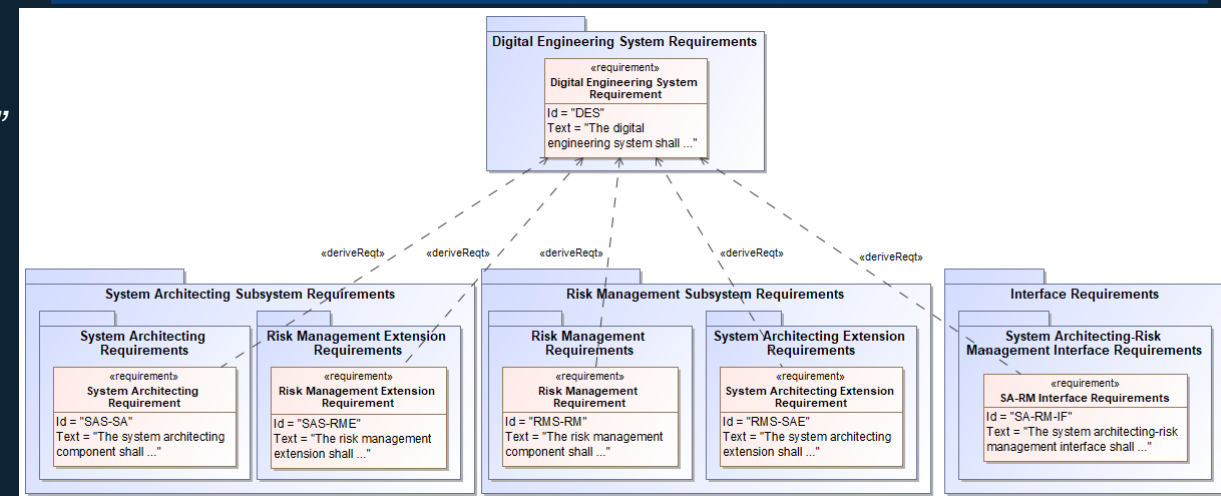 ”
Digital Engineering System Requirements
«requirement»
Digital Engineering System
Requirement
Id = "DES"
Text = "The digital
engineering system shall ..."
«deriveReqt»
«deriveReqt»
«deriveReqt»
«deriveReqt»
«deriveReqt»
System Architecting Subsystem Requirements
System Architecting
Requirements
«requirement»
System Architecting
Requirement
Id = "SAS-SA"
Text = "The system architecting
component shall ..."
Risk Management Extension
Requirements
«requirement»
Risk Management Extension
Requirement
Id = "SAS-RME"
Text = "The risk management
extension shall ..."
Risk Management Subsystem Requirements
Risk Management
Requirements
«requirement»
Risk Management
Requirement
Id = "RMS-RM"
Text = "The risk management
component shall ..."
System Architecting Extension
Requirements
«requirement»
System Architecting Extension
Requirement
Id = "RMS-SAE"
Text = "The system architecting
extension shall ..."
Interface Requirements
System Architecting-Risk
Management Interface Requirements
«requirement»
SA-RM Interface Requirements
Id = "SA-RM-IF"
Text = "The system architecting-risk
management interface shall ..."